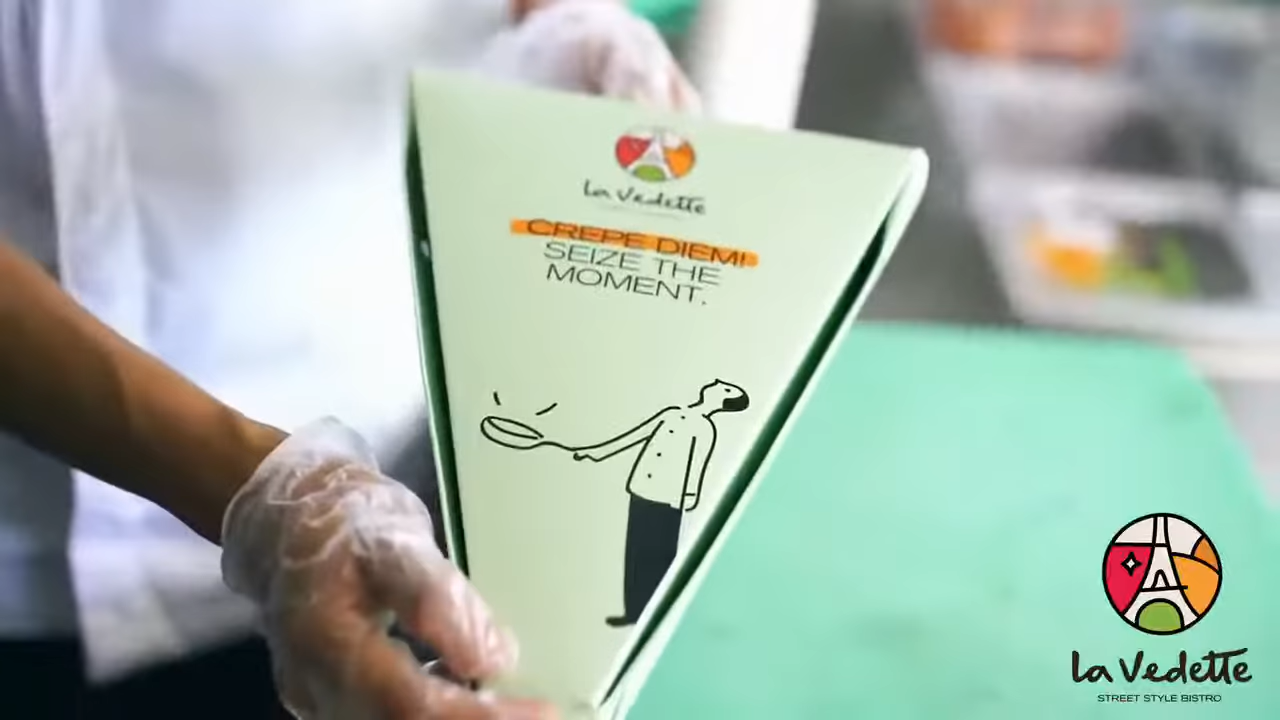 La Vedette
CREPE DIEM!
SEIZE THE
MOMENT.
La Vedette
STREET STYLE BISTRO